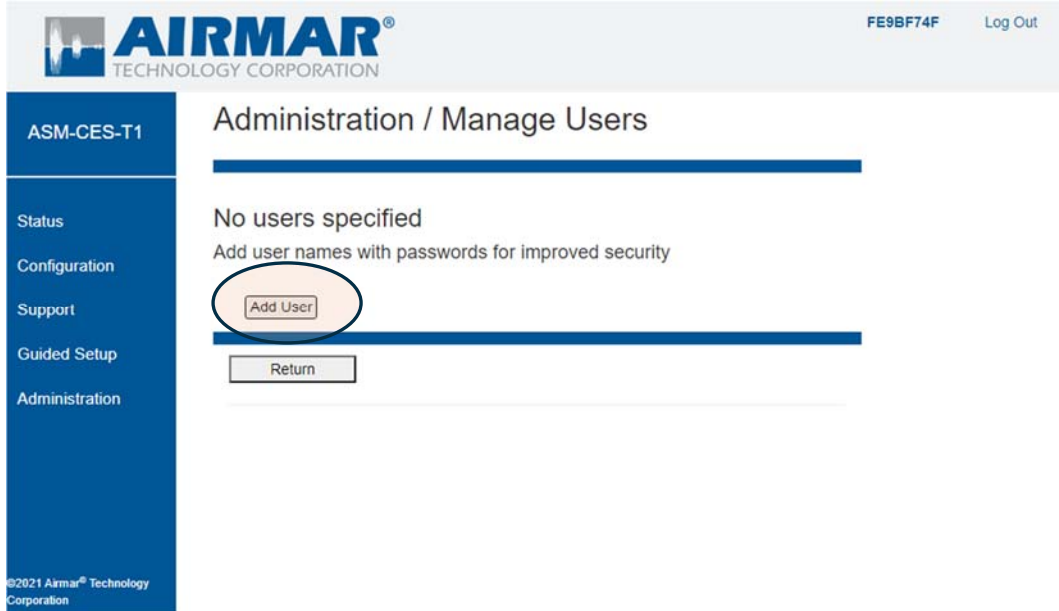 AIRMAR®
TECHNOLOGY CORPORATION
FE9BF74F
Log Out
ASM-CES-T1
Status
Configuration
Support
Guided Setup
Administration
©2021 Airmar® Technology
Corporation
Administration / Manage Users
No users specified
Add user names with passwords for improved security
Add User
Return